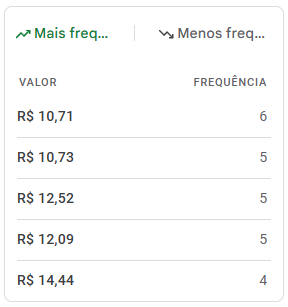 Mais freq... Menos freq...
VALOR FREQUÊNCIA
R$ 10,71 6
R$ 10,73 5
R$ 12,52 5
R$ 12,09 5
R$ 14,44 4